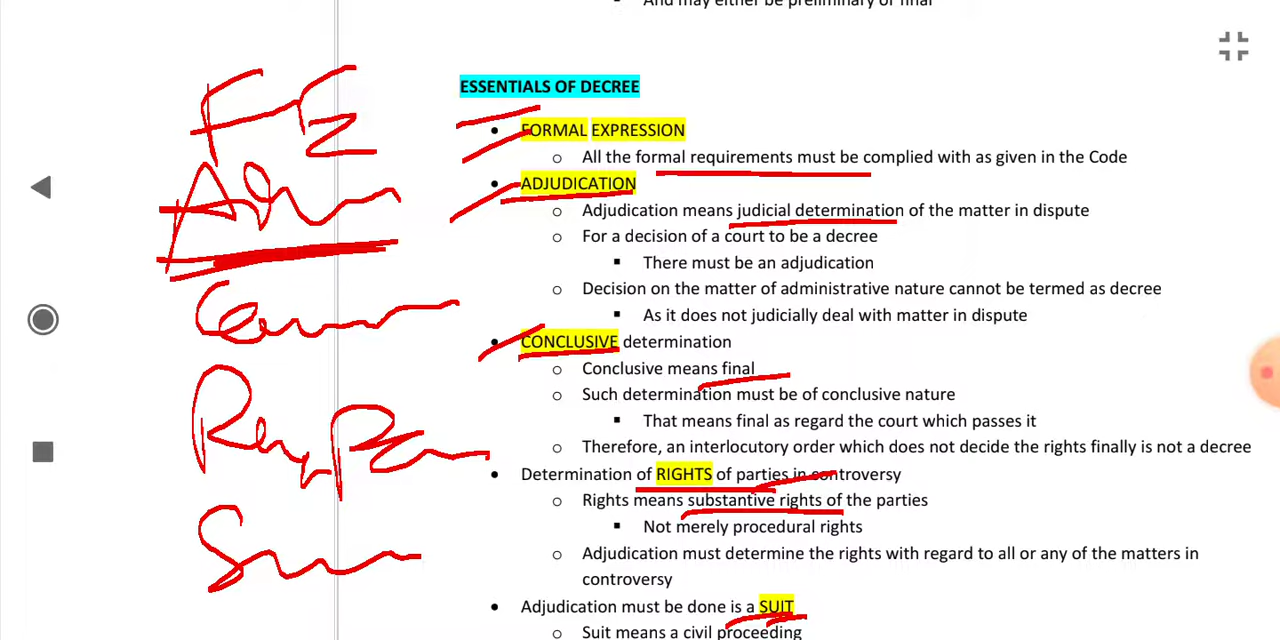 And may either be preliminary or final
ESSENTIALS OF DECREE
FORMAL EXPRESSION
All the formal requirements must be complied with as given in the Code
ADJUDICATION
Adjudication means judicial determination of the matter in dispute
For a decision of a court to be a decree
There must be an adjudication
Decision on the matter of administrative nature cannot be termed as decree
As it does not judicially deal with matter in dispute
CONCLUSIVE determination
Conclusive means final
Such determination must be of conclusive nature
That means final as regard the court which passes it
Therefore, an interlocutory order which does not decide the rights finally is not a decree
Determination of RIGHTS of parties in controversy
Rights means substantive rights of the parties
Not merely procedural rights
Adjudication must determine the rights with regard to all or any of the matters in
controversy
Adjudication must be done is a SUIT
Suit means a civil proceeding
FE